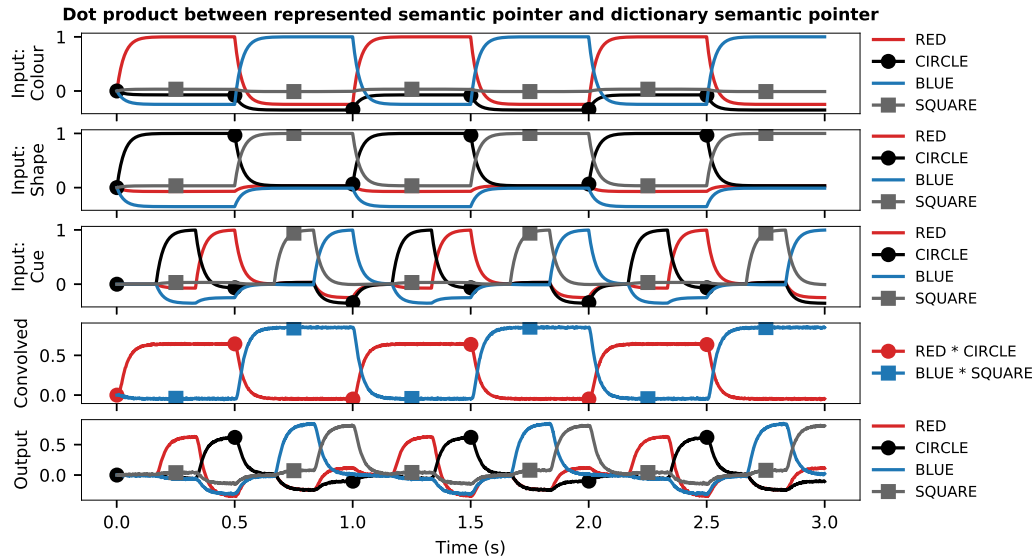 Dot product between represented semantic pointer and dictionary semantic pointer
Input:
Colour
1
0
RED
CIRCLE
BLUE
SQUARE
Input:
Shape
1
0
RED
CIRCLE
BLUE
SQUARE
Input:
Cue
1
0
RED
CIRCLE
BLUE
SQUARE
Convolved
0.5
0.0
RED * CIRCLE
BLUE * SQUARE
Output
0.5
0.0
RED
CIRCLE
BLUE
SQUARE
0.0 0.5 1.0 1.5 2.0 2.5 3.0
Time (s)